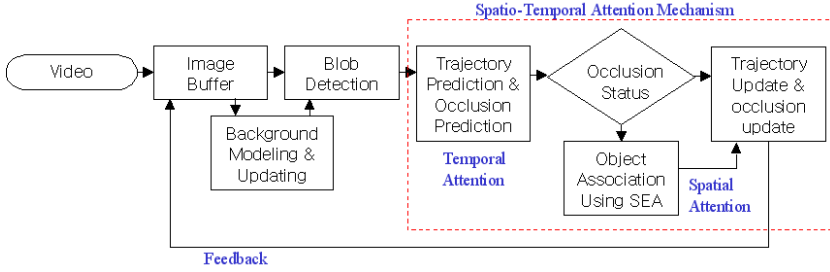 Spatio-Temporal Attention Mechanism
Video
Image
Buffer
Blob
Detection
Trajectory
Prediction &
Occlusion
Prediction
Occlusion
Status
Trajectory
Update &
occlusion
update
Background
Modeling &
Updating
Temporal
Attention
Object
Association
Using SEA
Spatial
Attention
Feedback